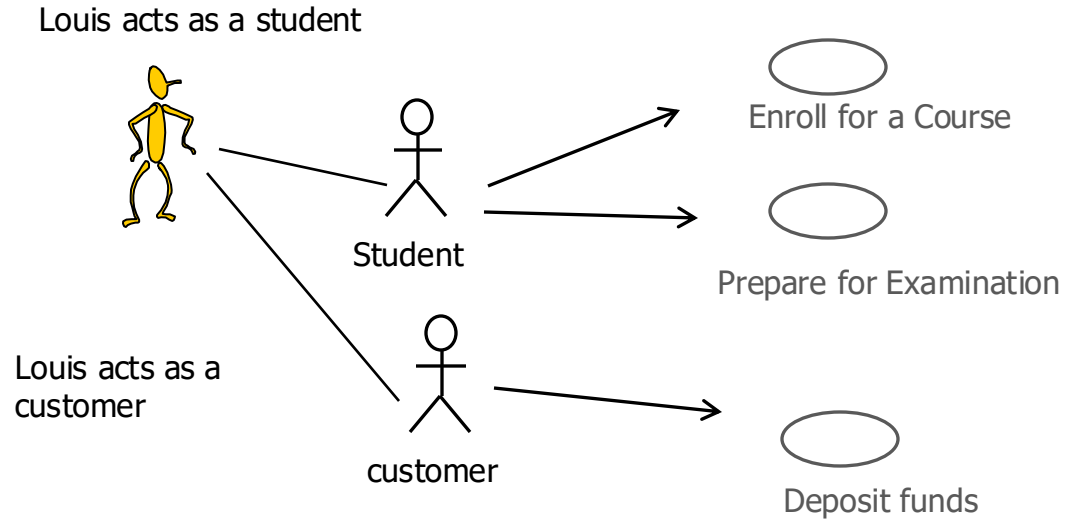 Louis acts as a student
Enroll for a Course
Student
Prepare for Examination
Louis acts as a
customer
customer
Deposit funds